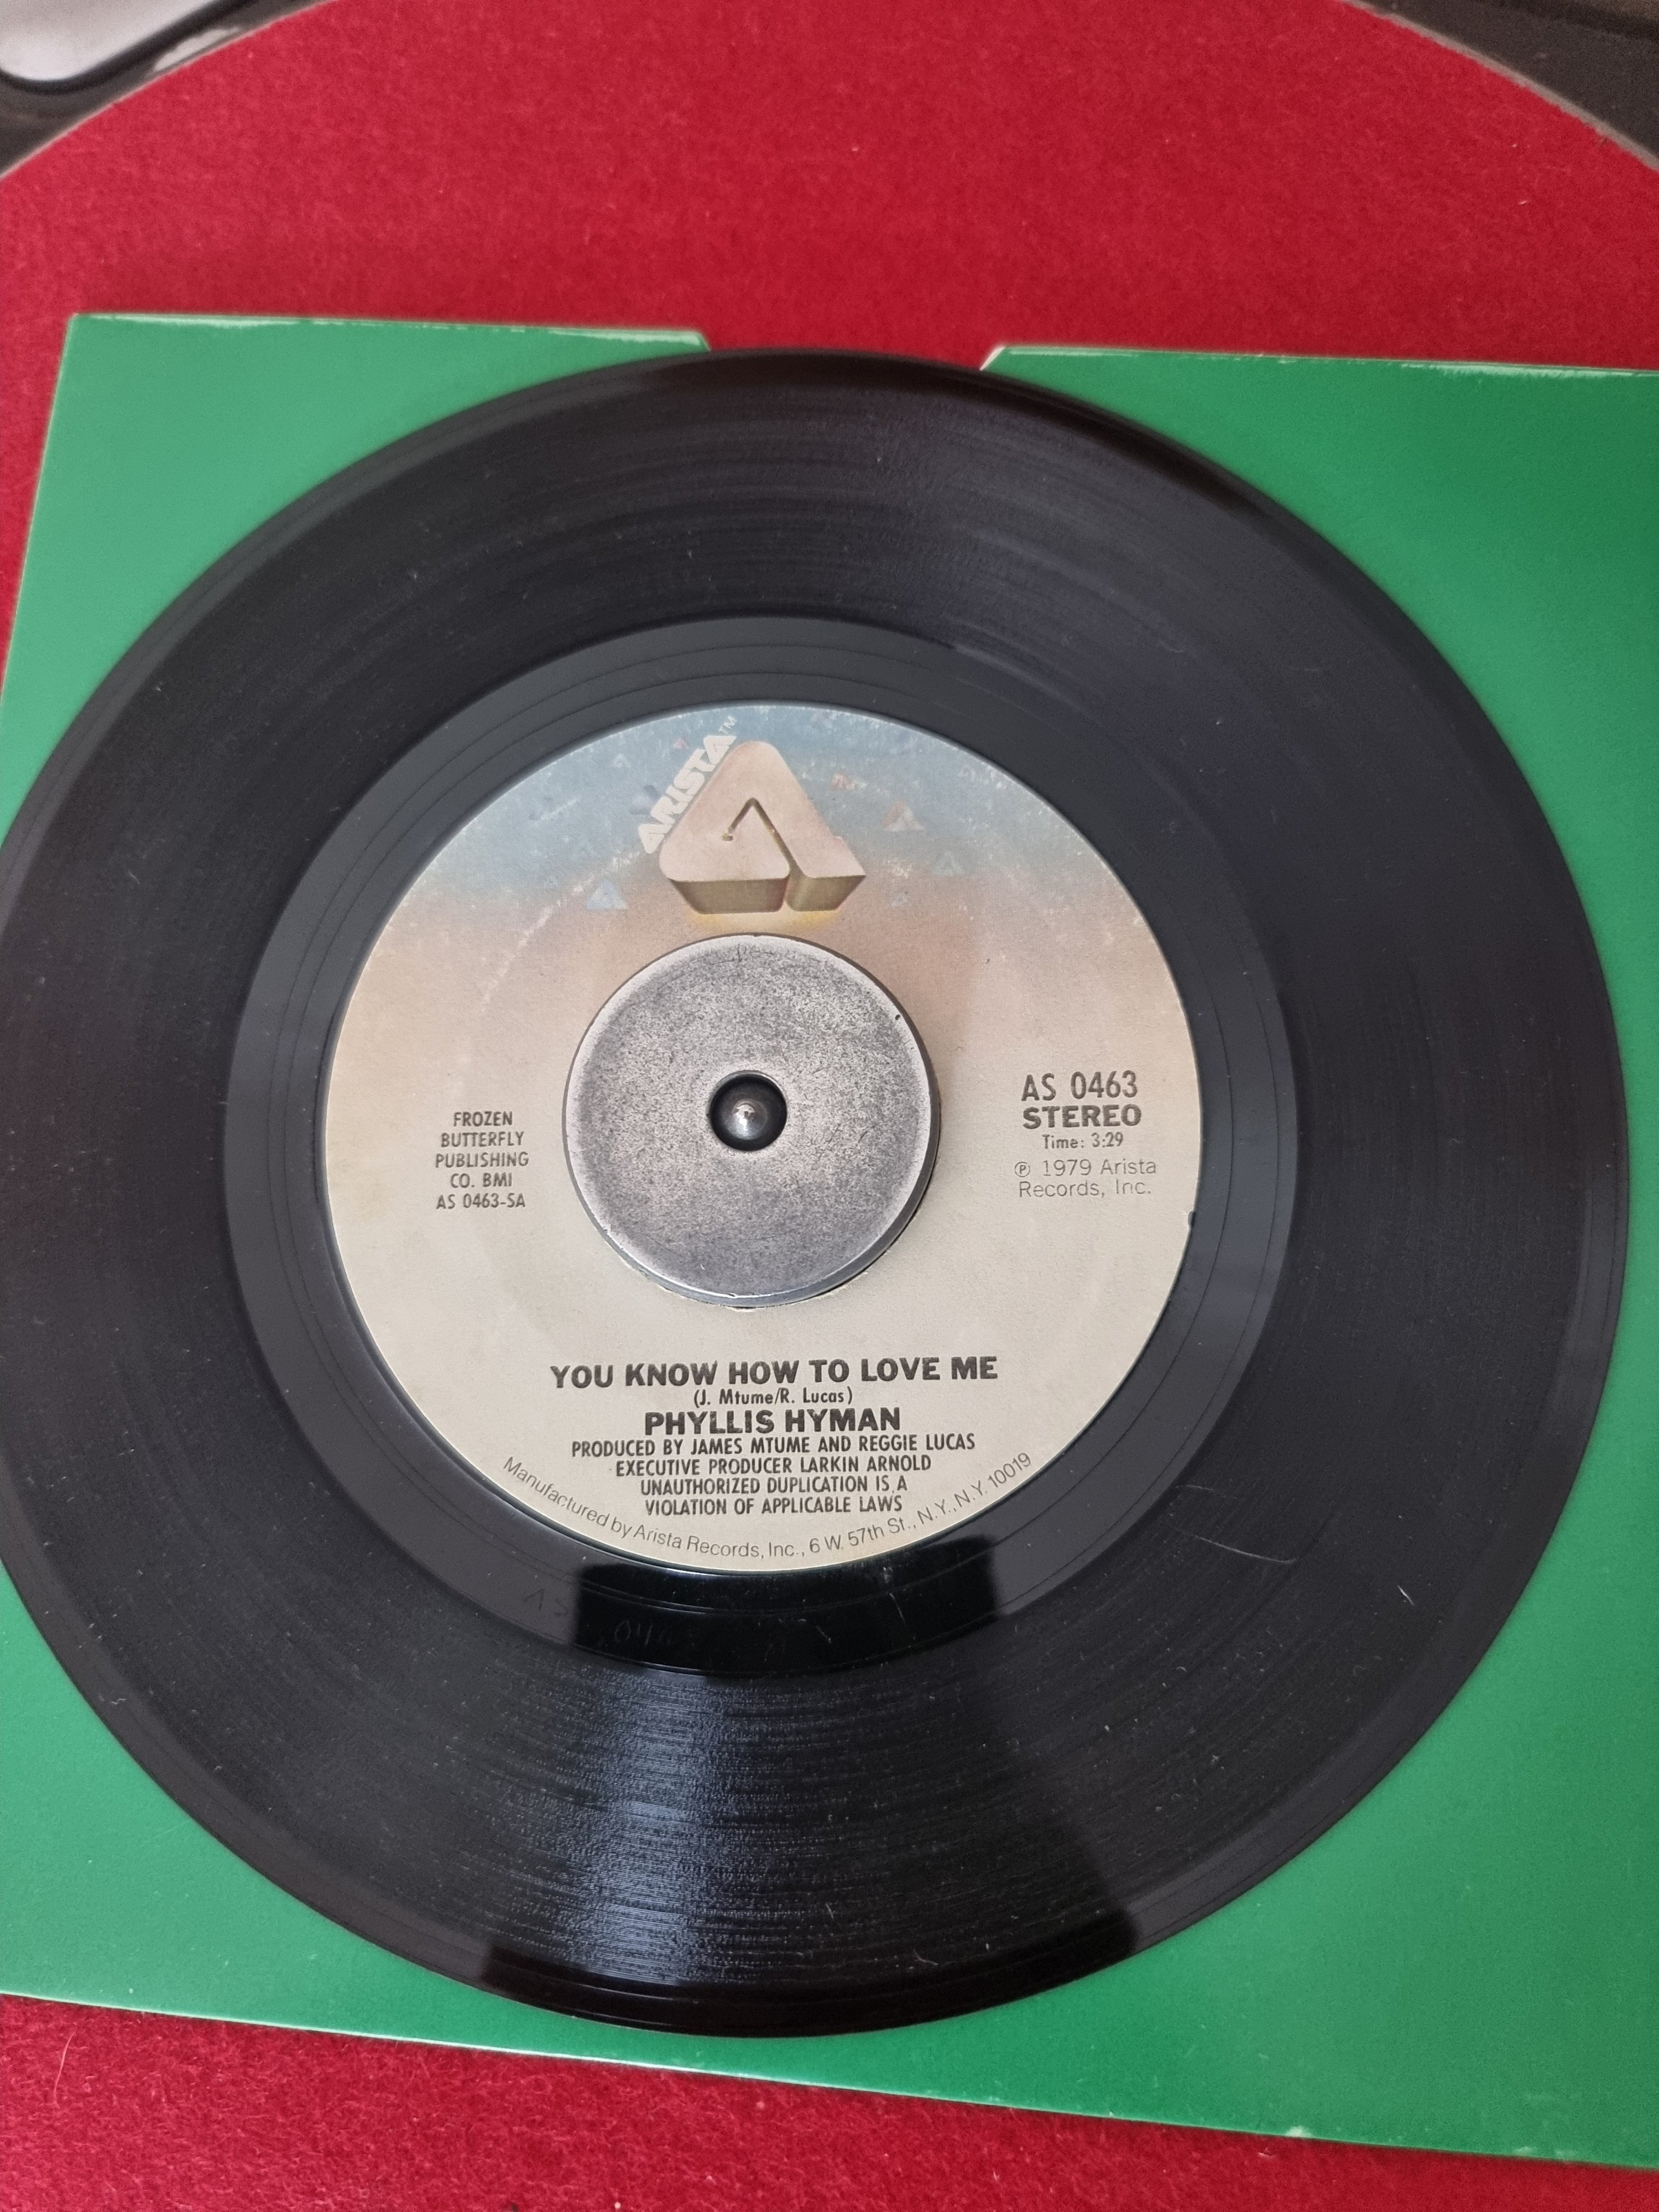 ARISTA™
FROZEN
BUTTERFLY
PUBLISHING
CO. BMI
AS 0463-SA
AS 0463
STEREO
Time: 3:29
℗ 1979 Arista
Records, Inc.
YOU KNOW HOW TO LOVE ME
(J. Mtume/R. Lucas)
PHYLLIS HYMAN
PRODUCED BY JAMES MTUME AND REGGIE LUCAS
EXECUTIVE PRODUCER LARKIN ARNOLD
UNAUTHORIZED DUPLICATION IS A
VIOLATION OF APPLICABLE LAWS
Manufactured by Arista Records, Inc., 6 W. 57th St., N.Y., N.Y. 10019